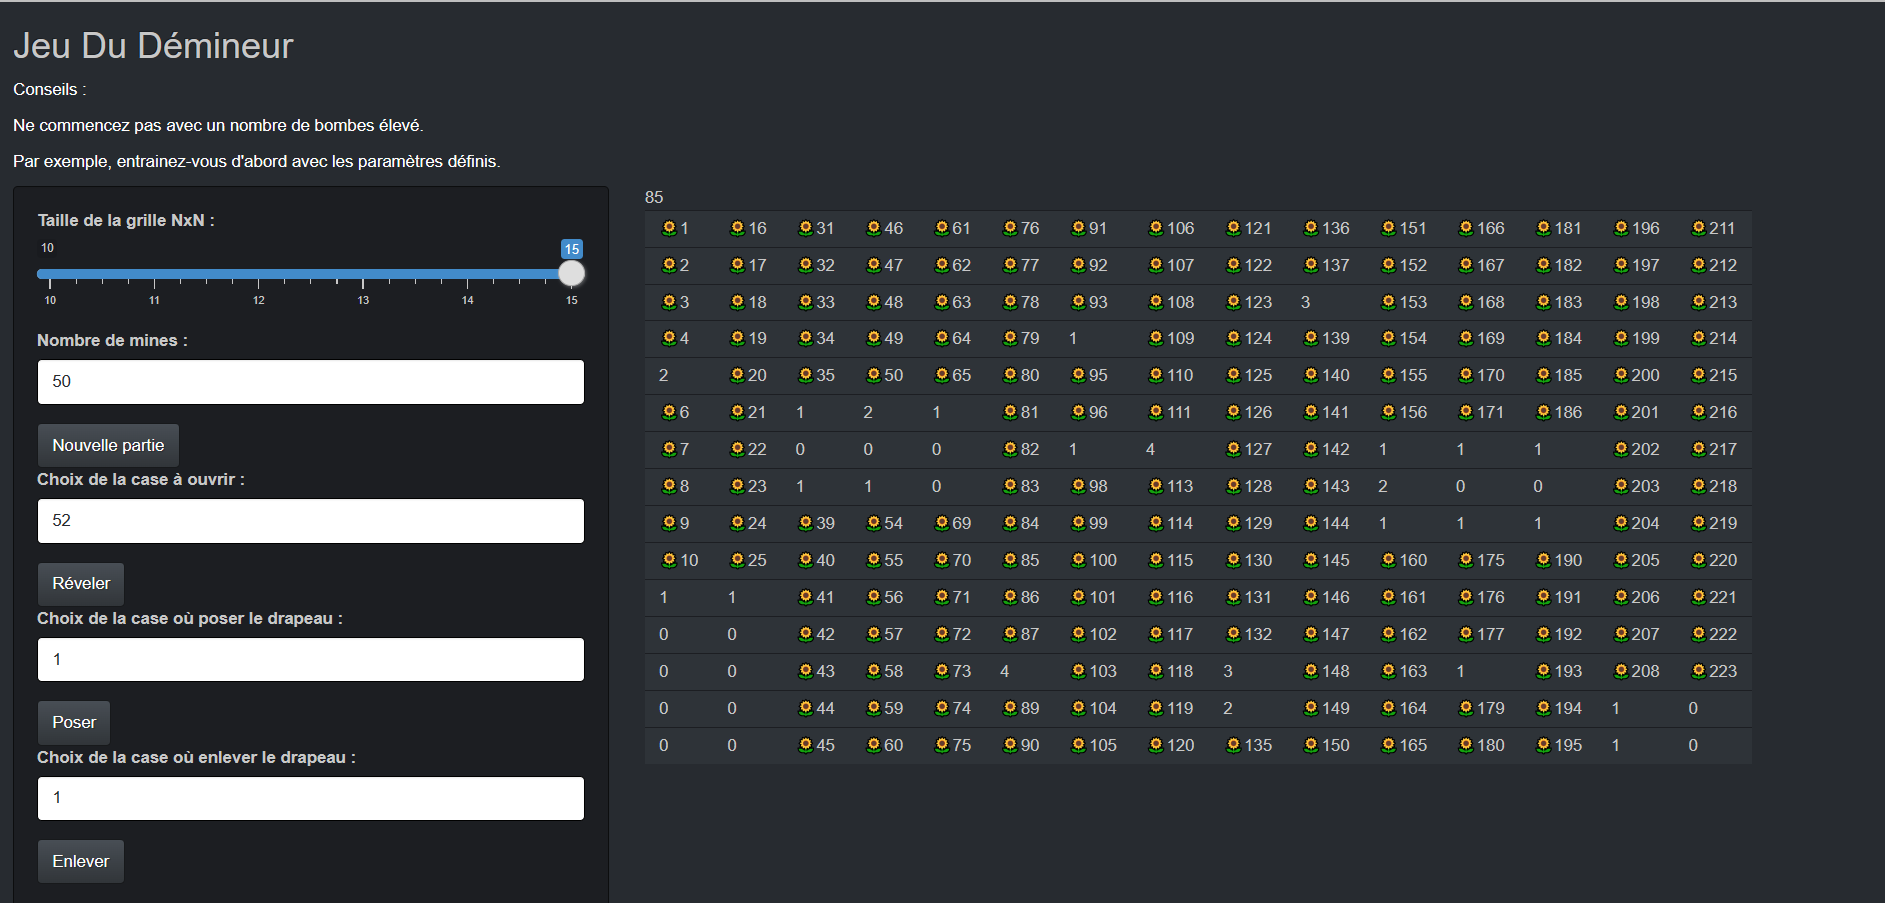 Jeu Du Démineur
Conseils :
Ne commencez pas avec un nombre de bombes élevé.
Par exemple, entrainez-vous d'abord avec les paramètres définis.
Taille de la grille NxN :
10 15
10 11 12 13 14 15
Nombre de mines :
50
Nouvelle partie
Choix de la case à ouvrir :
52
Réveler
Choix de la case où poser le drapeau :
1
Poser
Choix de la case où enlever le drapeau :
1
Enlever
85
1 16 31 46 61 76 91 106 121 136 151 166 181 196 211
2 17 32 47 62 77 92 107 122 137 152 167 182 197 212
3 18 33 48 63 78 93 108 123 3 153 168 183 198 213
4 19 34 49 64 79 1 109 124 139 154 169 184 199 214
2 20 35 50 65 80 95 110 125 140 155 170 185 200 215
6 21 1 2 1 81 96 111 126 141 156 171 186 201 216
7 22 0 0 0 82 1 4 127 142 1 1 1 202 217
8 23 1 1 0 83 98 113 128 143 2 0 0 203 218
9 24 39 54 69 84 99 114 129 144 1 1 1 204 219
10 25 40 55 70 85 100 115 130 145 160 175 190 205 220
1 1 41 56 71 86 101 116 131 146 161 176 191 206 221
0 0 42 57 72 87 102 117 132 147 162 177 192 207 222
0 0 43 58 73 4 103 118 3 148 163 1 193 208 223
0 0 44 59 74 89 104 119 2 149 164 179 194 1 0
0 0 45 60 75 90 105 120 135 150 165 180 195 1 0